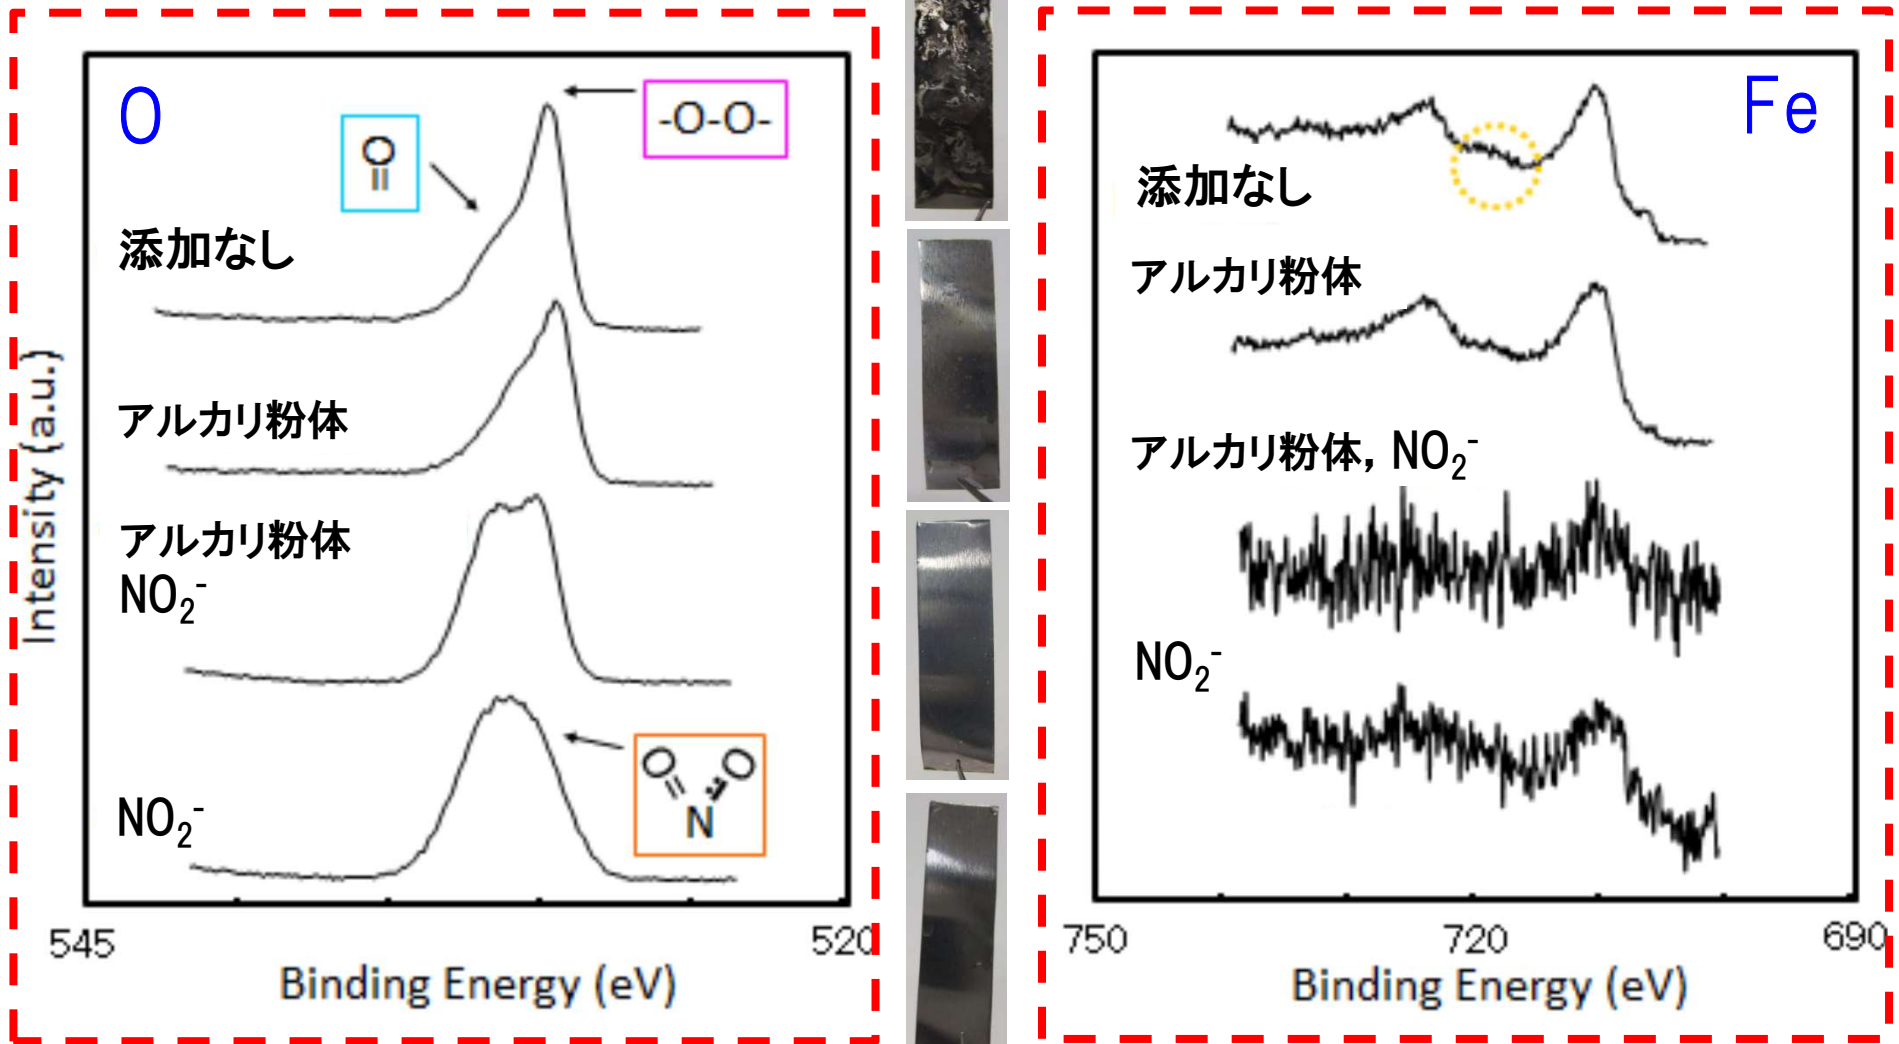 O
-O-O-
O
添加なし
アルカリ粉体
アルカリ粉体
NO₂⁻
NO₂⁻
O O
N
Intensity (a.u.)
545
520
Binding Energy (eV)
Fe
添加なし
アルカリ粉体
アルカリ粉体, NO₂⁻
NO₂⁻
750
720
690
Binding Energy (eV)